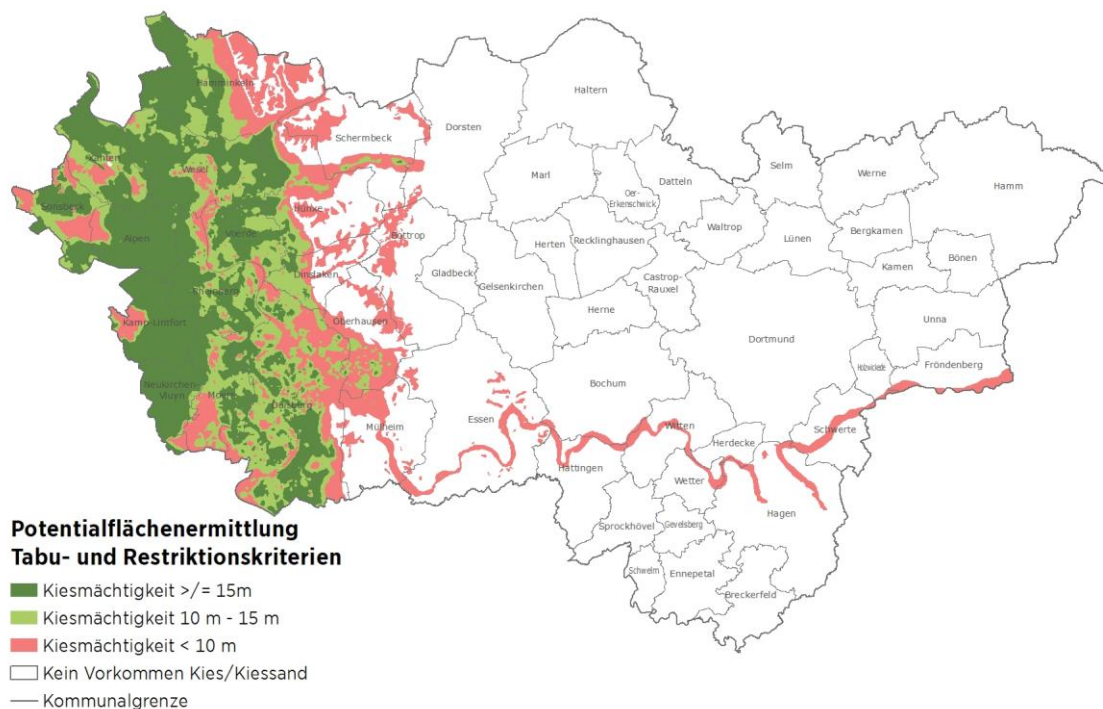 Haltern
Hamminkeln
Dorsten
Schermbeck
Selm
Xanten
Wesel
Marl
Datteln
Werne
Hamm
Oer-
Erkenschwick
Sonsbeck
Hünxe
Bergkamen
Waltrop
Lünen
Alpen
Voerde
Bottrop
Herten
Recklinghausen
Bönen
Kamen
Gladbeck
Dinslaken
Gelsenkirchen
Castrop-
Rauxel
Rheinberg
Herne
Unna
Kamp-Lintfort
Oberhausen
Dortmund
Holzwickede
Fröndenberg
Bochum
Neukirchen-
Vluyn
Moers
Duisburg
Essen
Mülheim
Witten
Schwerte
Herdecke
Hattingen
Wetter
Hagen
Sprockhövel
Gevelsberg
Schwelm
Ennepetal
Breckerfeld
Potentialflächenermittlung
Tabu- und Restriktionskriterien
Kiesmächtigkeit >/= 15m
Kiesmächtigkeit 10 m - 15 m
Kiesmächtigkeit < 10 m
Kein Vorkommen Kies/Kiessand
Kommunalgrenze